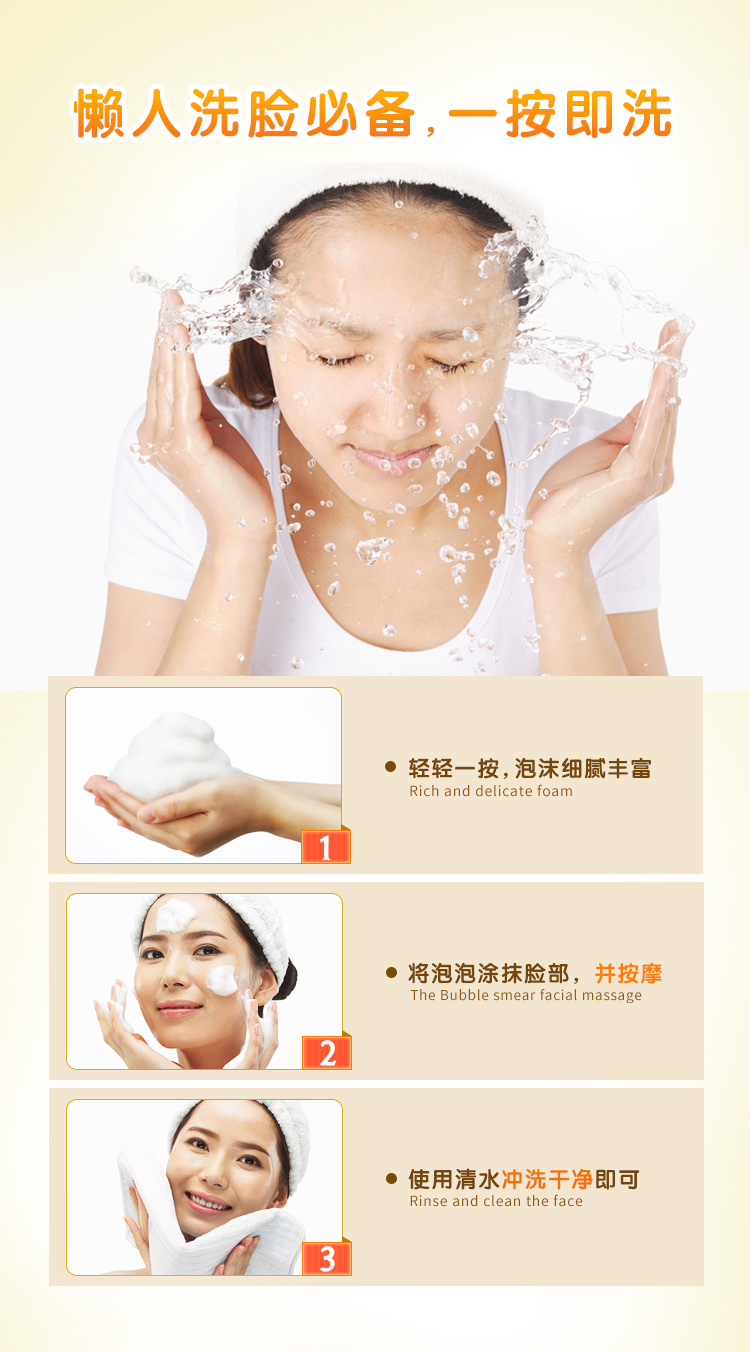 懒人洗脸必备,一按即洗
轻轻一按,泡沫细腻丰富
Rich and delicate foam
1
将泡泡涂抹脸部，并按摩
The Bubble smear facial massage
2
使用清水冲洗干净即可
Rinse and clean the face
3